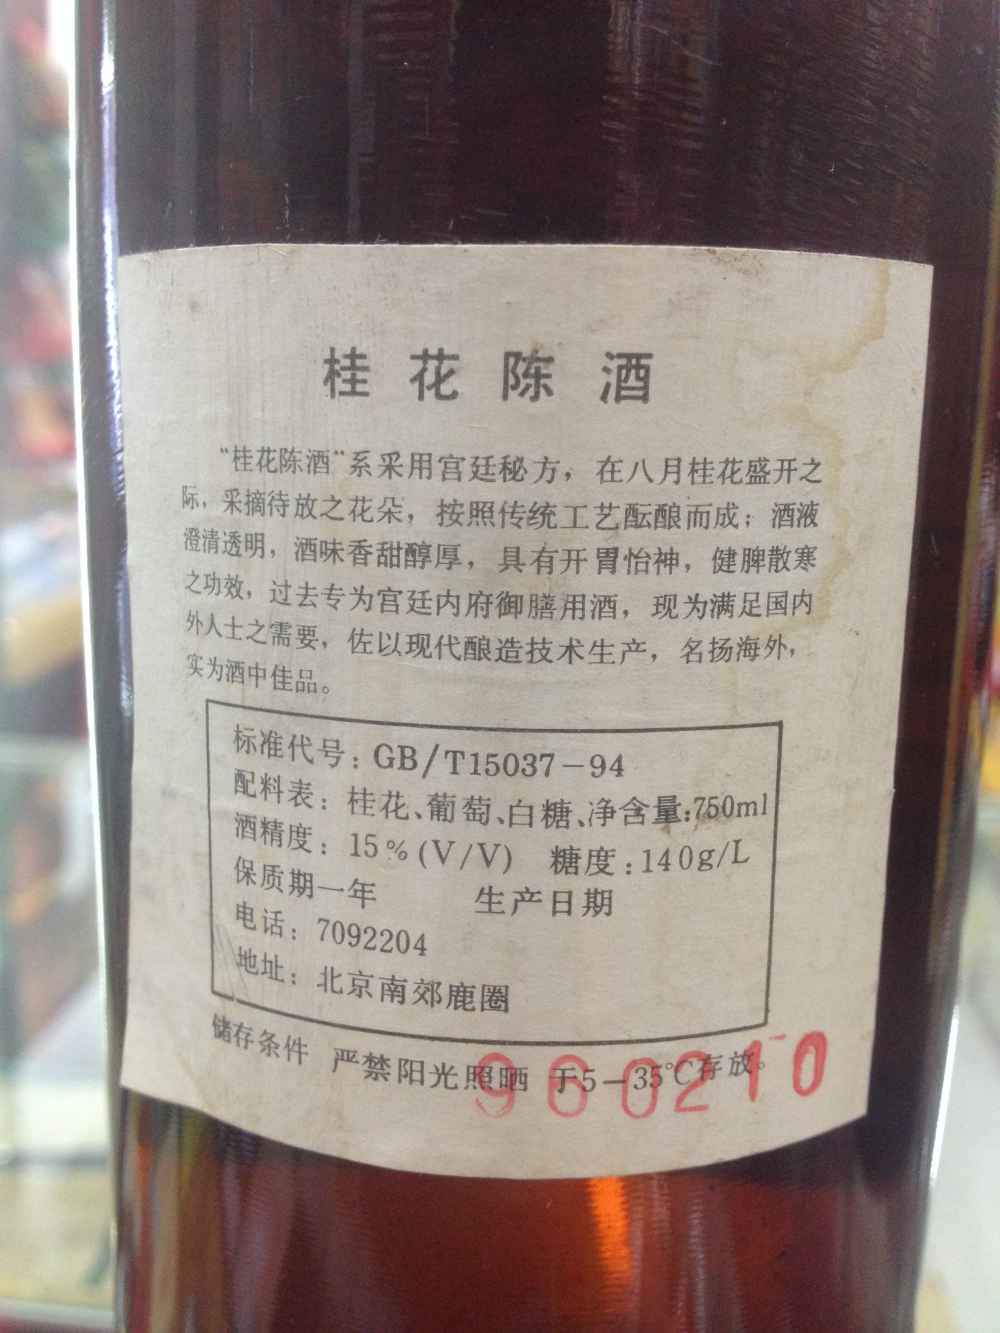 桂花陈酒
“桂花陈酒”系采用宫廷秘方，在八月桂花盛开之
际，采摘待放之花朵，按照传统工艺酝酿而成；酒液
澄清透明，酒味香甜醇厚，具有开胃怡神，健脾散寒
之功效，过去专为宫廷内府御膳用酒，现为满足国内
外人士之需要，佐以现代酿造技术生产，名扬海外，
实为酒中佳品。
标准代号：GB/T15037－94
配料表：桂花、葡萄、白糖、净含量:750ml
酒精度：15%(V/V) 糖度:140g/L
保质期一年 生产日期
电话：7092204
地址：北京南郊鹿圈
储存条件 严禁阳光照晒 于5－35℃存放。
960210